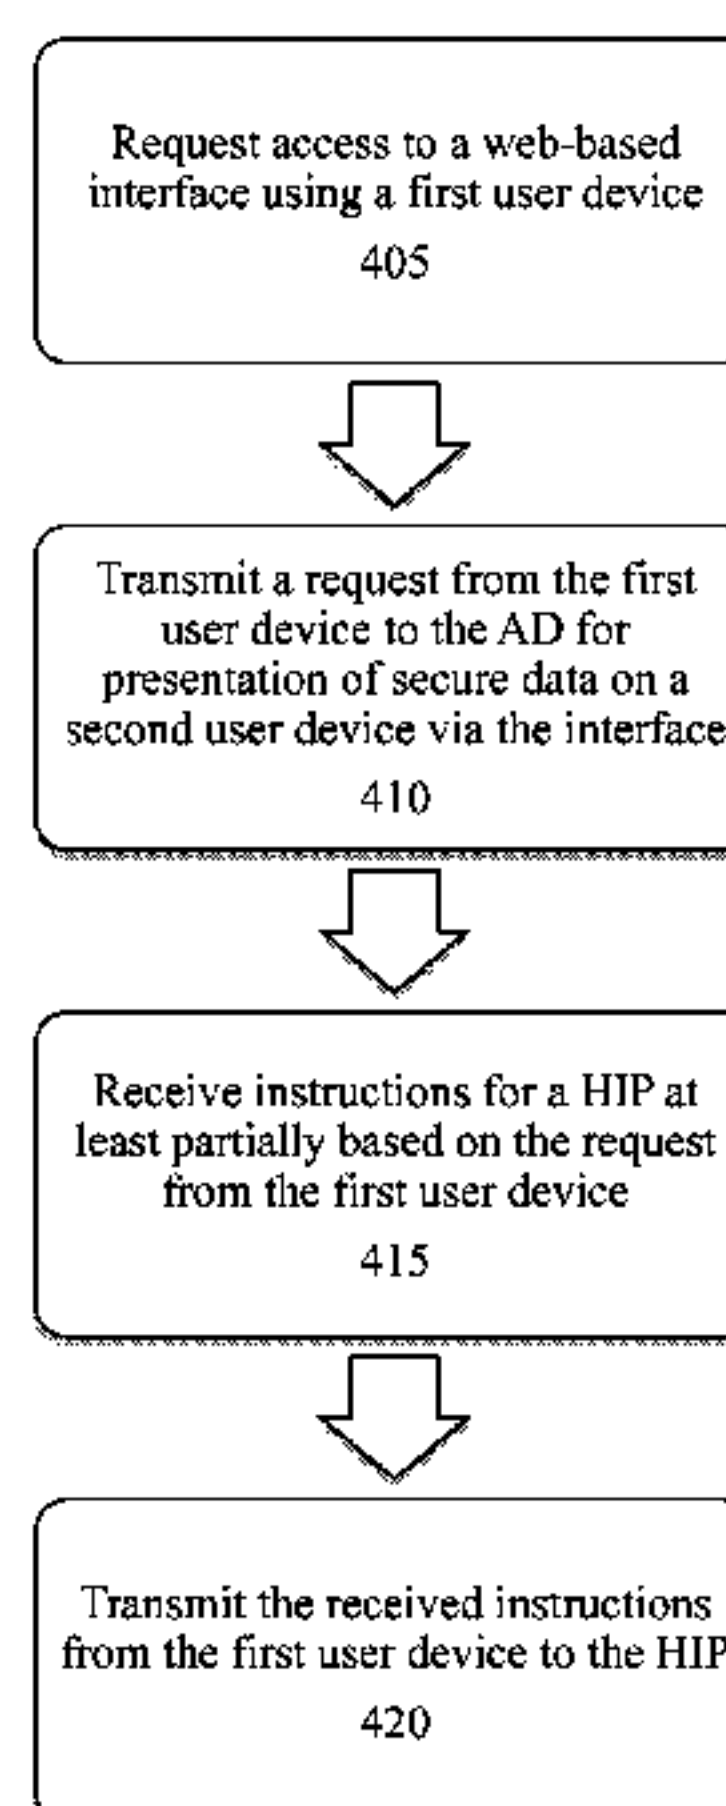 Request access to a web-based
interface using a first user device
405
Transmit a request from the first
user device to the AD for
presentation of secure data on a
second user device via the interface
410
Receive instructions for a HIP at
least partially based on the request
from the first user device
415
Transmit the received instructions
from the first user device to the HIP
420